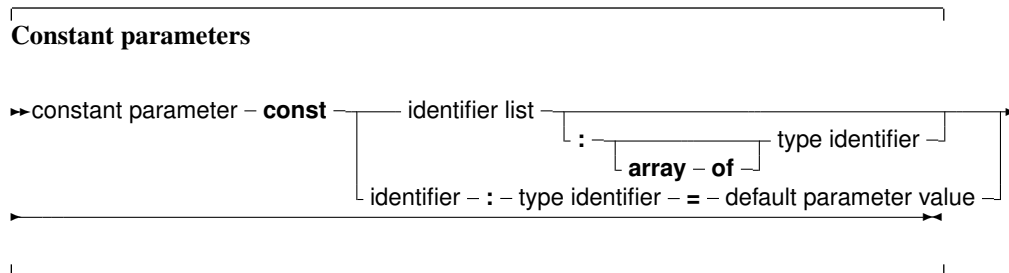 Constant parameters
constant parameter const identifier list
: type identifier
array of
identifier : type identifier = default parameter value